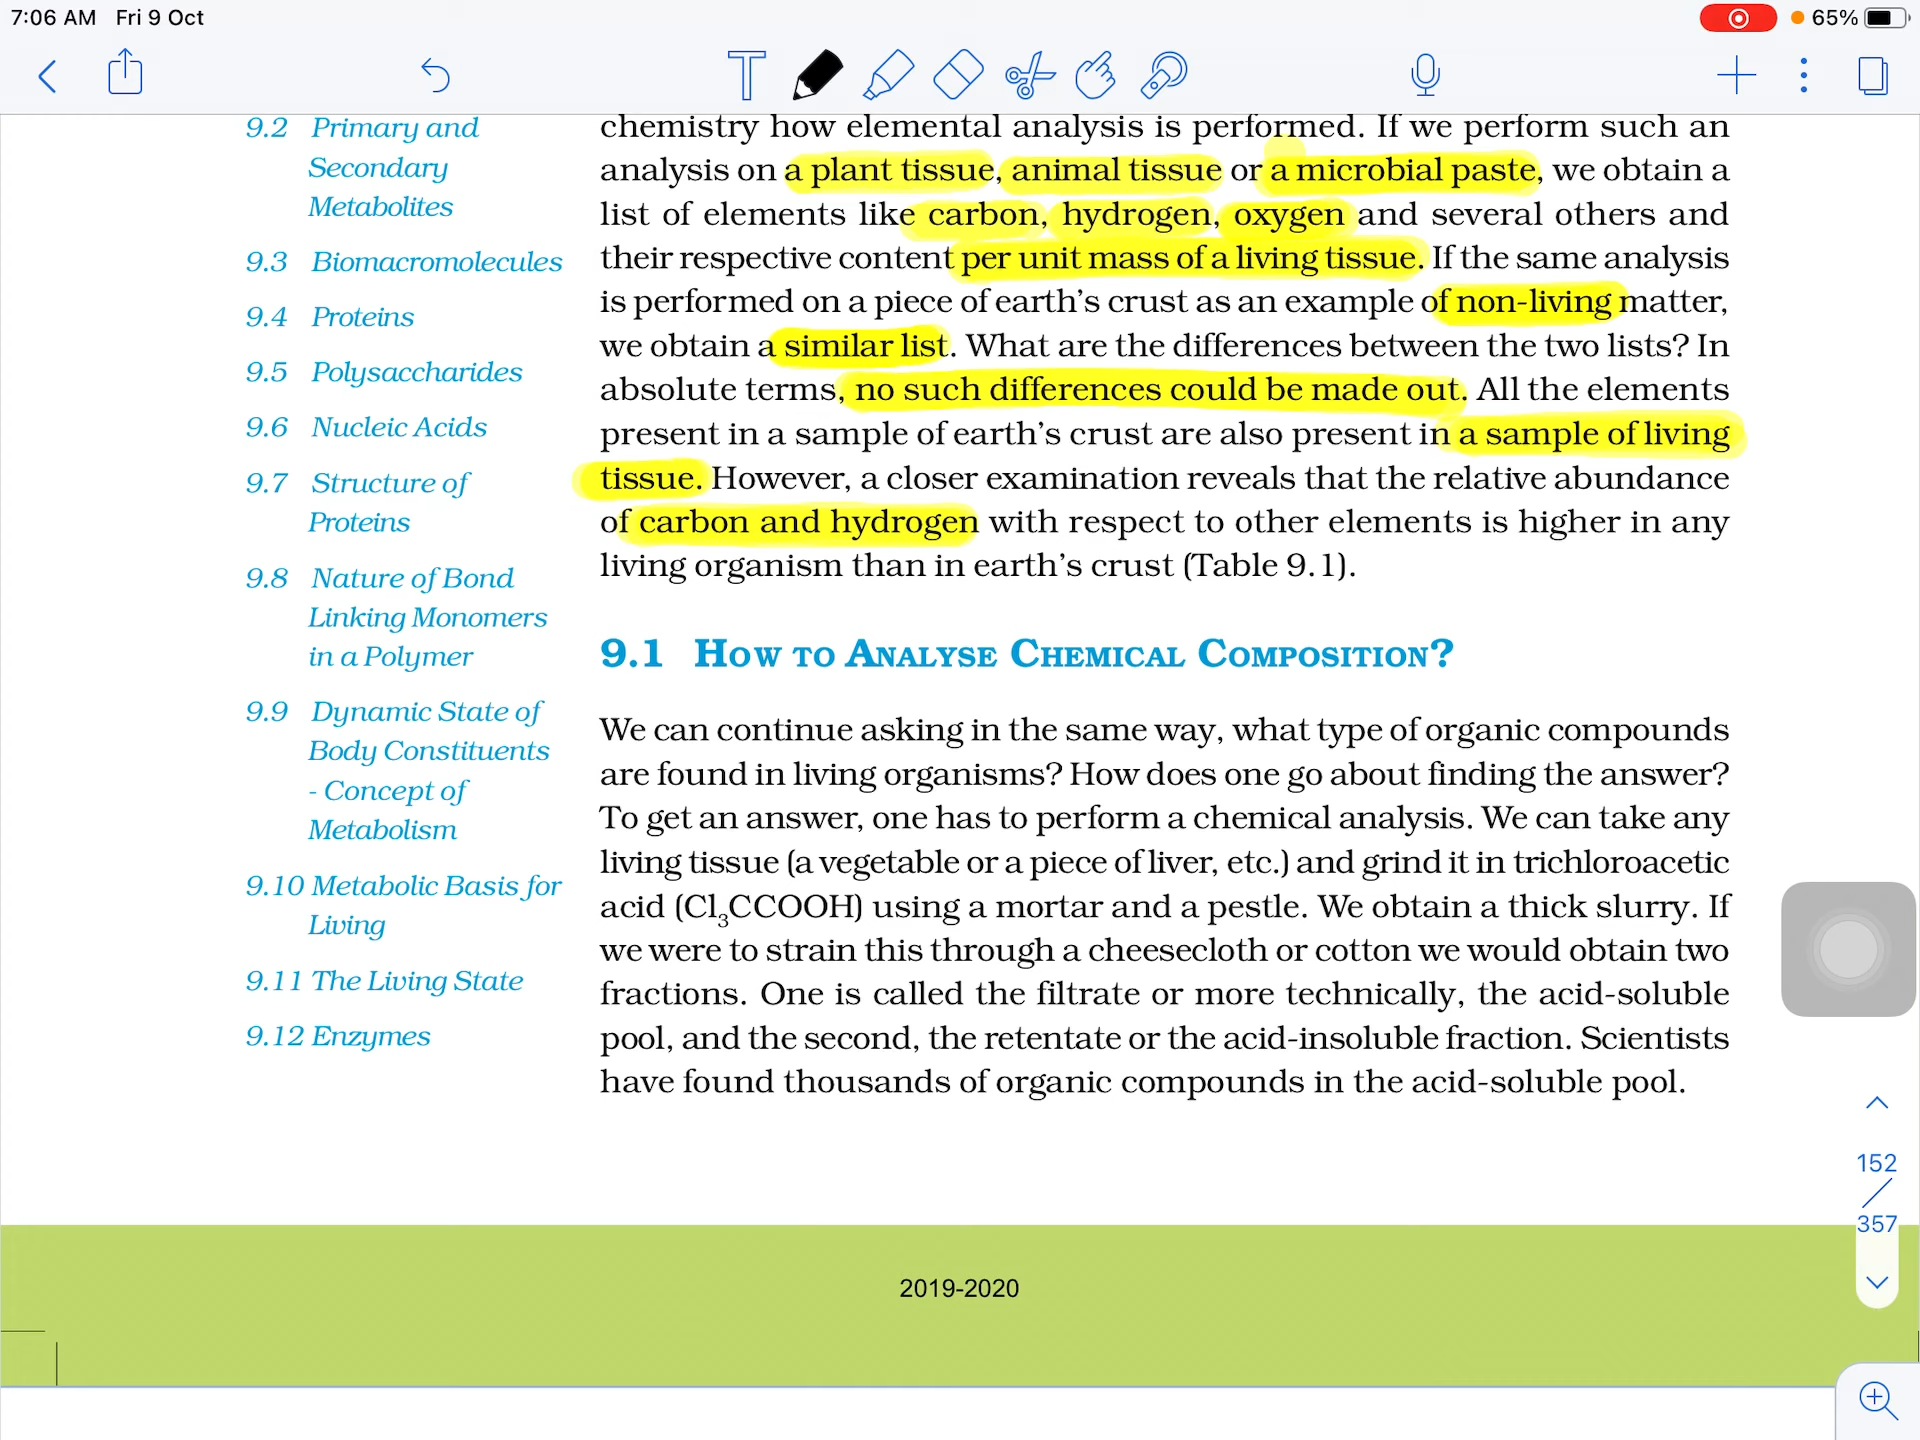 7:06 AM Fri 9 Oct
65%
9.2 Primary and
Secondary
Metabolites
9.3 Biomacromolecules
9.4 Proteins
9.5 Polysaccharides
9.6 Nucleic Acids
9.7 Structure of
Proteins
9.8 Nature of Bond
Linking Monomers
in a Polymer
9.9 Dynamic State of
Body Constituents
- Concept of
Metabolism
9.10 Metabolic Basis for
Living
9.11 The Living State
9.12 Enzymes
chemistry how elemental analysis is performed. If we perform such an
analysis on a plant tissue, animal tissue or a microbial paste, we obtain a
list of elements like carbon, hydrogen, oxygen and several others and
their respective content per unit mass of a living tissue. If the same analysis
is performed on a piece of earth's crust as an example of non-living matter,
we obtain a similar list. What are the differences between the two lists? In
absolute terms, no such differences could be made out. All the elements
present in a sample of earth's crust are also present in a sample of living
tissue. However, a closer examination reveals that the relative abundance
of carbon and hydrogen with respect to other elements is higher in any
living organism than in earth's crust (Table 9.1).
9.1 How to Analyse Chemical Composition?
We can continue asking in the same way, what type of organic compounds
are found in living organisms? How does one go about finding the answer?
To get an answer, one has to perform a chemical analysis. We can take any
living tissue (a vegetable or a piece of liver, etc.) and grind it in trichloroacetic
acid (Cl₃CCOOH) using a mortar and a pestle. We obtain a thick slurry. If
we were to strain this through a cheesecloth or cotton we would obtain two
fractions. One is called the filtrate or more technically, the acid-soluble
pool, and the second, the retentate or the acid-insoluble fraction. Scientists
have found thousands of organic compounds in the acid-soluble pool.
152
/
357
2019-2020